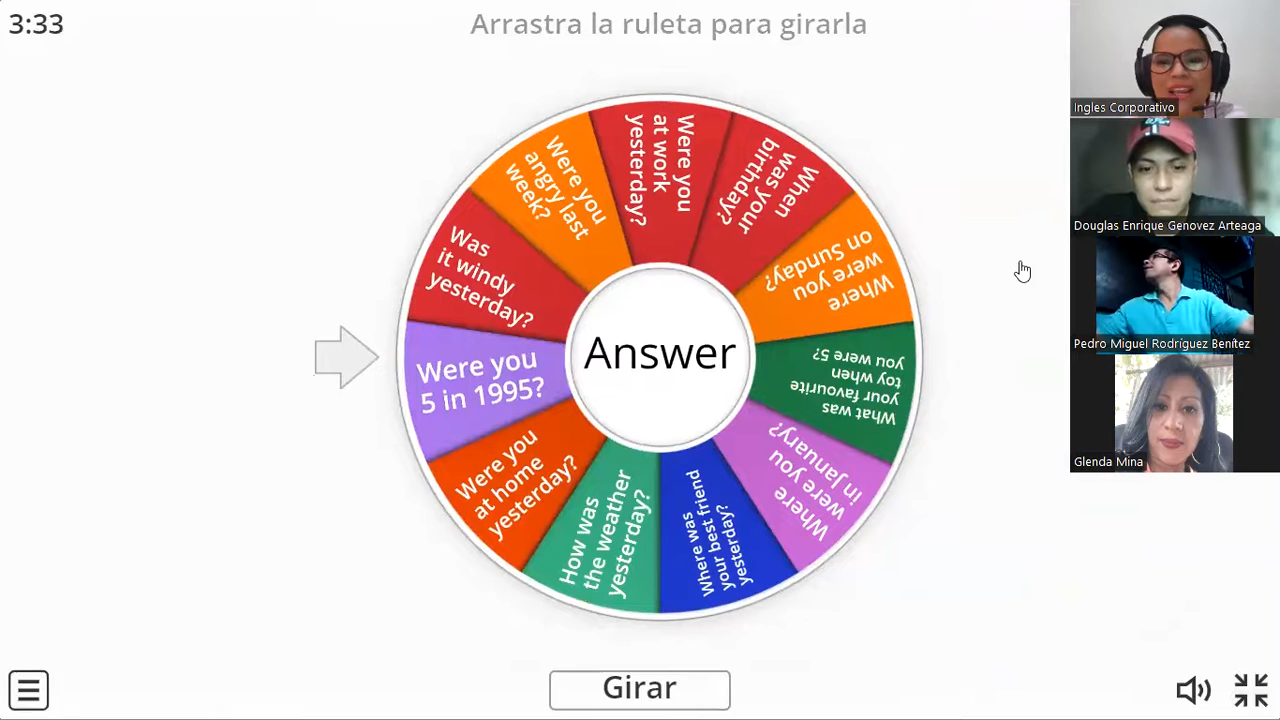 3:33
Arrastra la ruleta para girarla
Were you
at work
yesterday?
When
was your
birthday?
Where
were you
on Sunday?
What was
your favourite
toy when
you were 5?
Where
were you
in January?
Where was
your best friend
yesterday?
How was
the weather
yesterday?
Were you
at home
yesterday?
Were you
5 in 1995?
Was
it windy
yesterday?
Were you
angry last
week?
Answer
Girar
Ingles Corporativo
Douglas Enrique Genovez Arteaga
Pedro Miguel Rodríguez Benítez
Glenda Mina